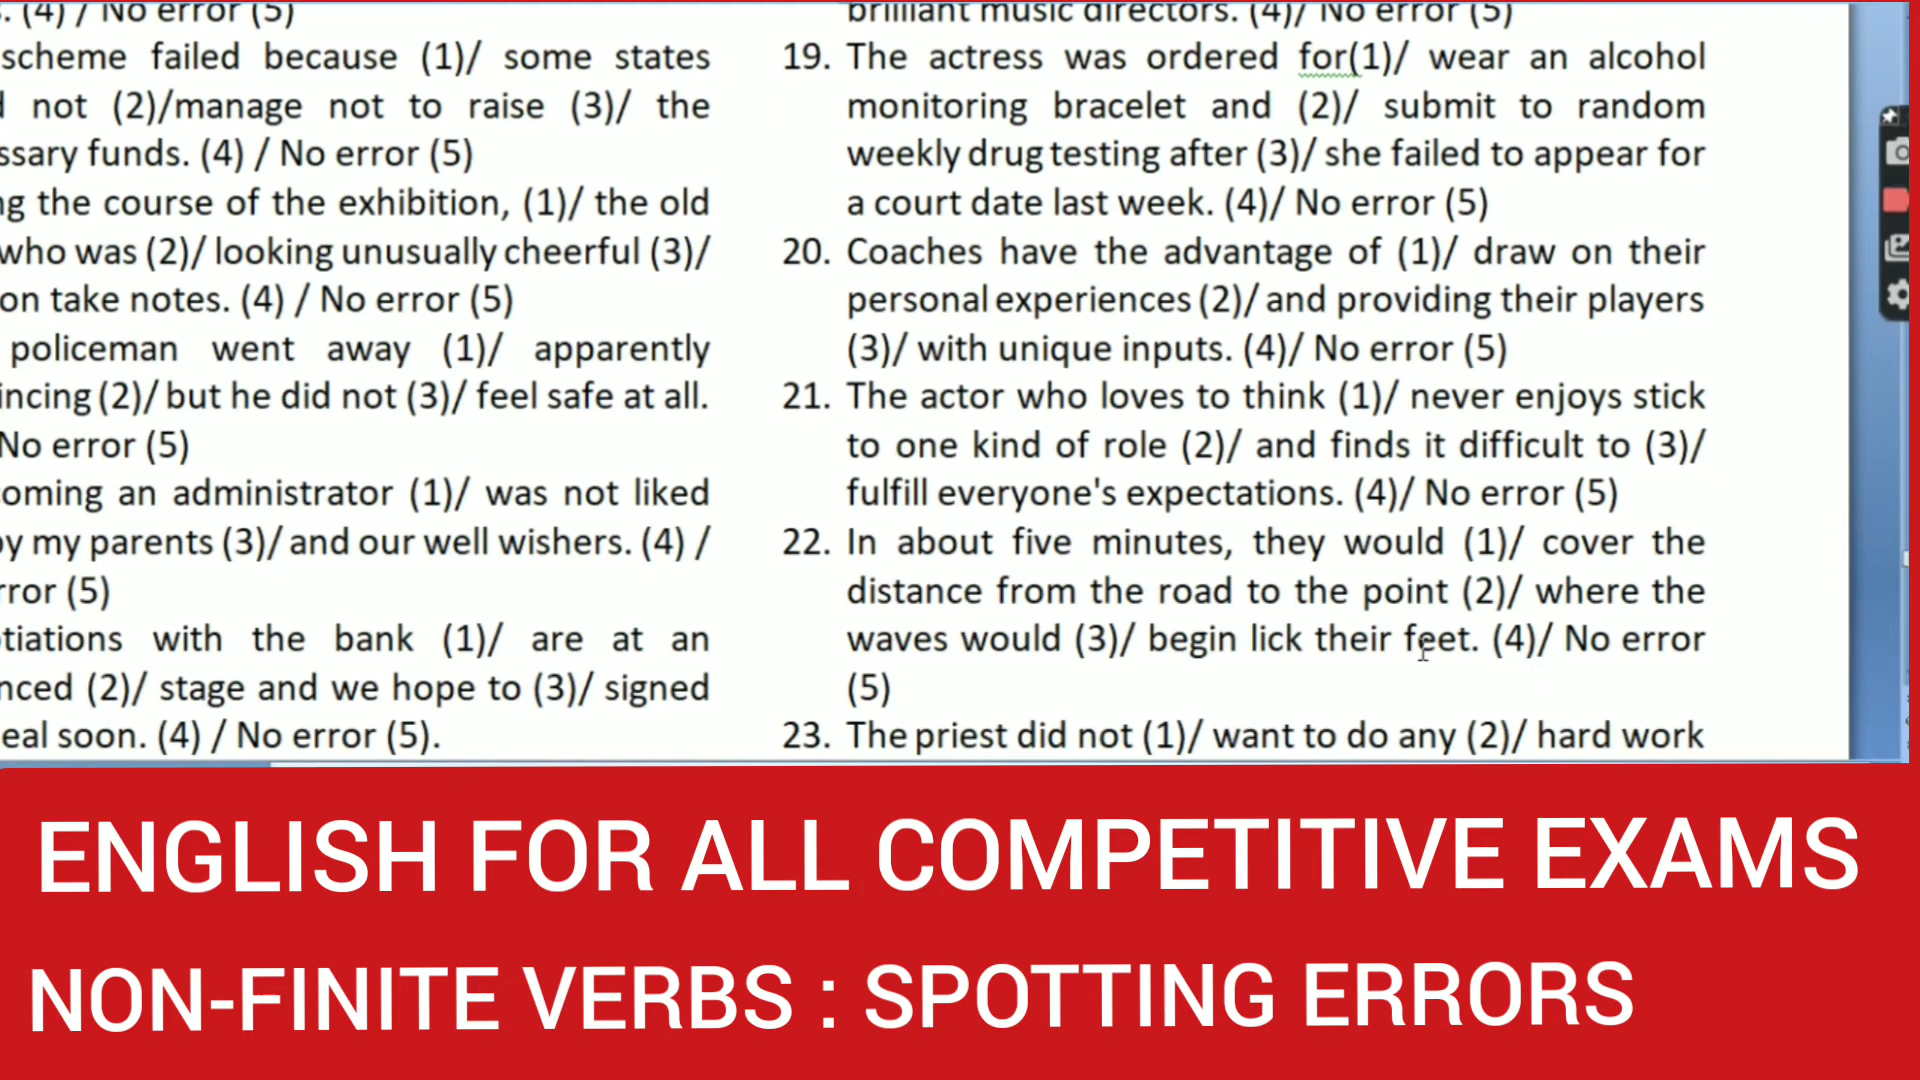 . (4) / No error (5)
scheme failed because (1)/ some states
not (2)/manage not to raise (3)/ the
ssary funds. (4) / No error (5)
ng the course of the exhibition, (1)/ the old
who was (2)/ looking unusually cheerful (3)/
on take notes. (4) / No error (5)
policeman went away (1)/ apparently
incing (2)/ but he did not (3)/ feel safe at all.
No error (5)
oming an administrator (1)/ was not liked
by my parents (3)/ and our well wishers. (4) /
rror (5)
tiations with the bank (1)/ are at an
nced (2)/ stage and we hope to (3)/ signed
eal soon. (4) / No error (5).
brilliant music directors. (4)/ No error (5)
19. The actress was ordered for(1)/ wear an alcohol
monitoring bracelet and (2)/ submit to random
weekly drug testing after (3)/ she failed to appear for
a court date last week. (4)/ No error (5)
20. Coaches have the advantage of (1)/ draw on their
personal experiences (2)/ and providing their players
(3)/ with unique inputs. (4)/ No error (5)
21. The actor who loves to think (1)/ never enjoys stick
to one kind of role (2)/ and finds it difficult to (3)/
fulfill everyone's expectations. (4)/ No error (5)
22. In about five minutes, they would (1)/ cover the
distance from the road to the point (2)/ where the
waves would (3)/ begin lick their feet. (4)/ No error
(5)
23. The priest did not (1)/ want to do any (2)/ hard work
ENGLISH FOR ALL COMPETITIVE EXAMS
NON-FINITE VERBS : SPOTTING ERRORS